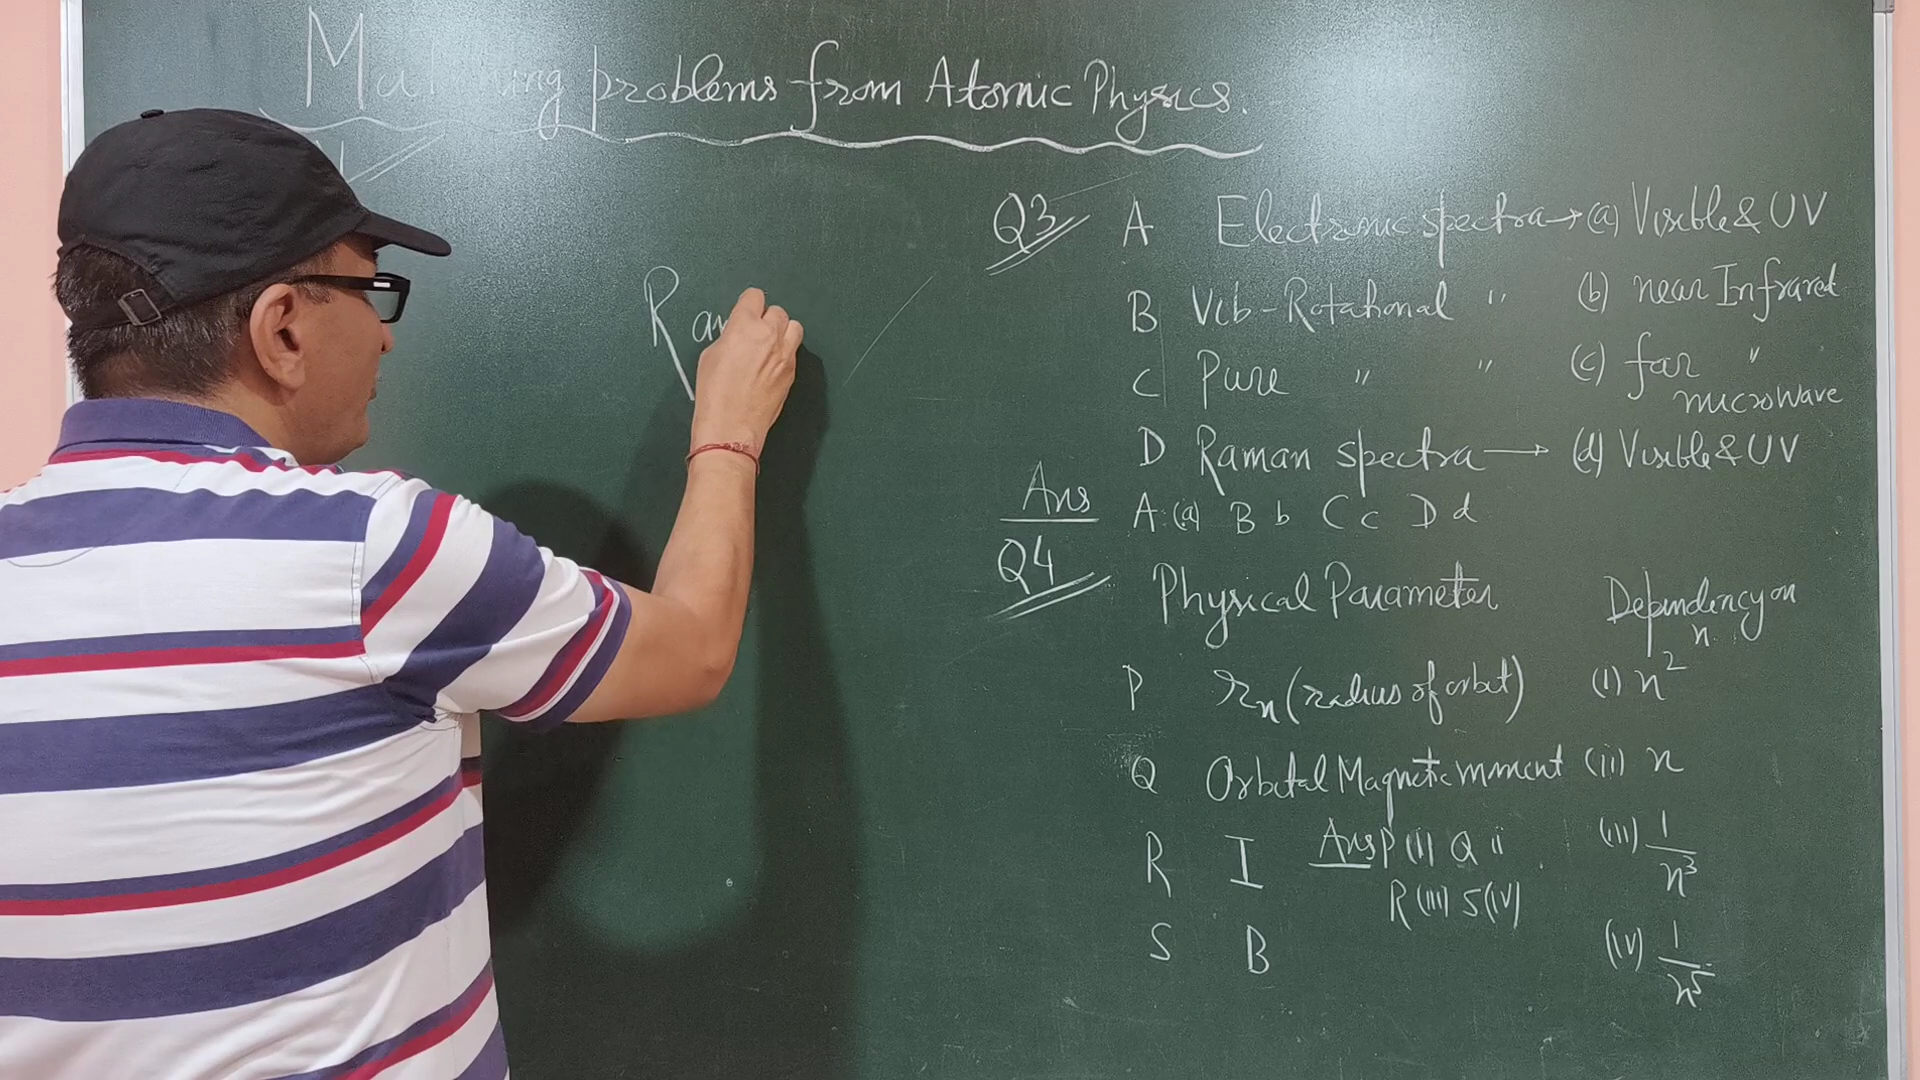 Matching problems from Atomic Physics.
Ran
Q3 A Electronic spectra → (a) Visible & UV
B Vib-Rotational " (b) near Infrared
C Pure " " (c) far "
microwave
D Raman spectra → (d) Visible & UV
Ans A (a) B b C c D d
Q4 Physical Parameter Dependency on
n
P rn (radius of orbit) (i) n²
Q Orbital Magnetic moment (ii) n
R I Ans P (i) Q ii (iii) 1/n³
R (iii) S (iv)
S B (iv) 1/n⁵